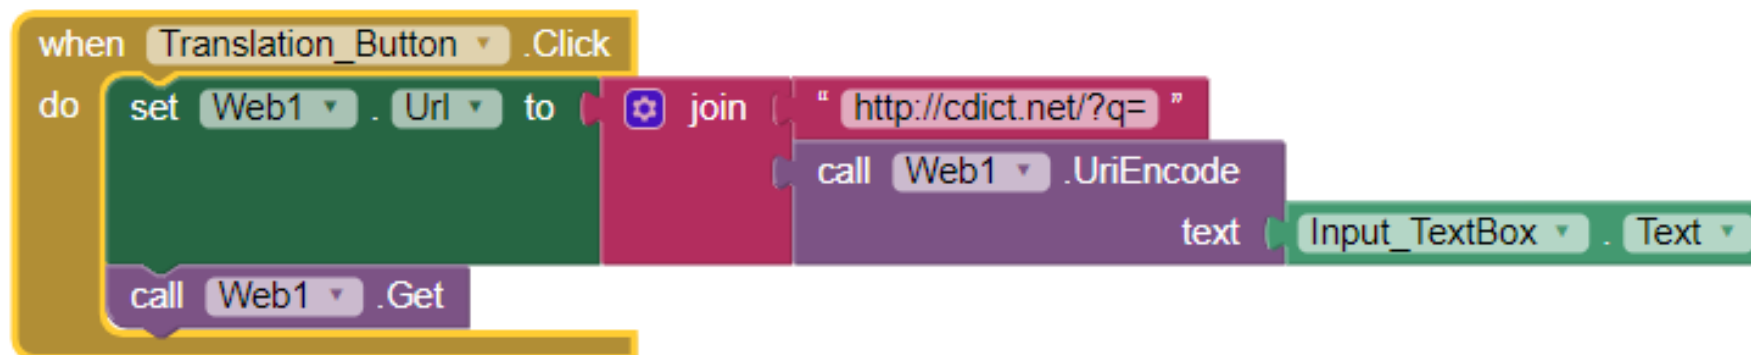 when Translation_Button .Click
do set Web1 . Url to join " http://cdict.net/?q= "
call Web1 .UriEncode
text Input_TextBox . Text
call Web1 .Get